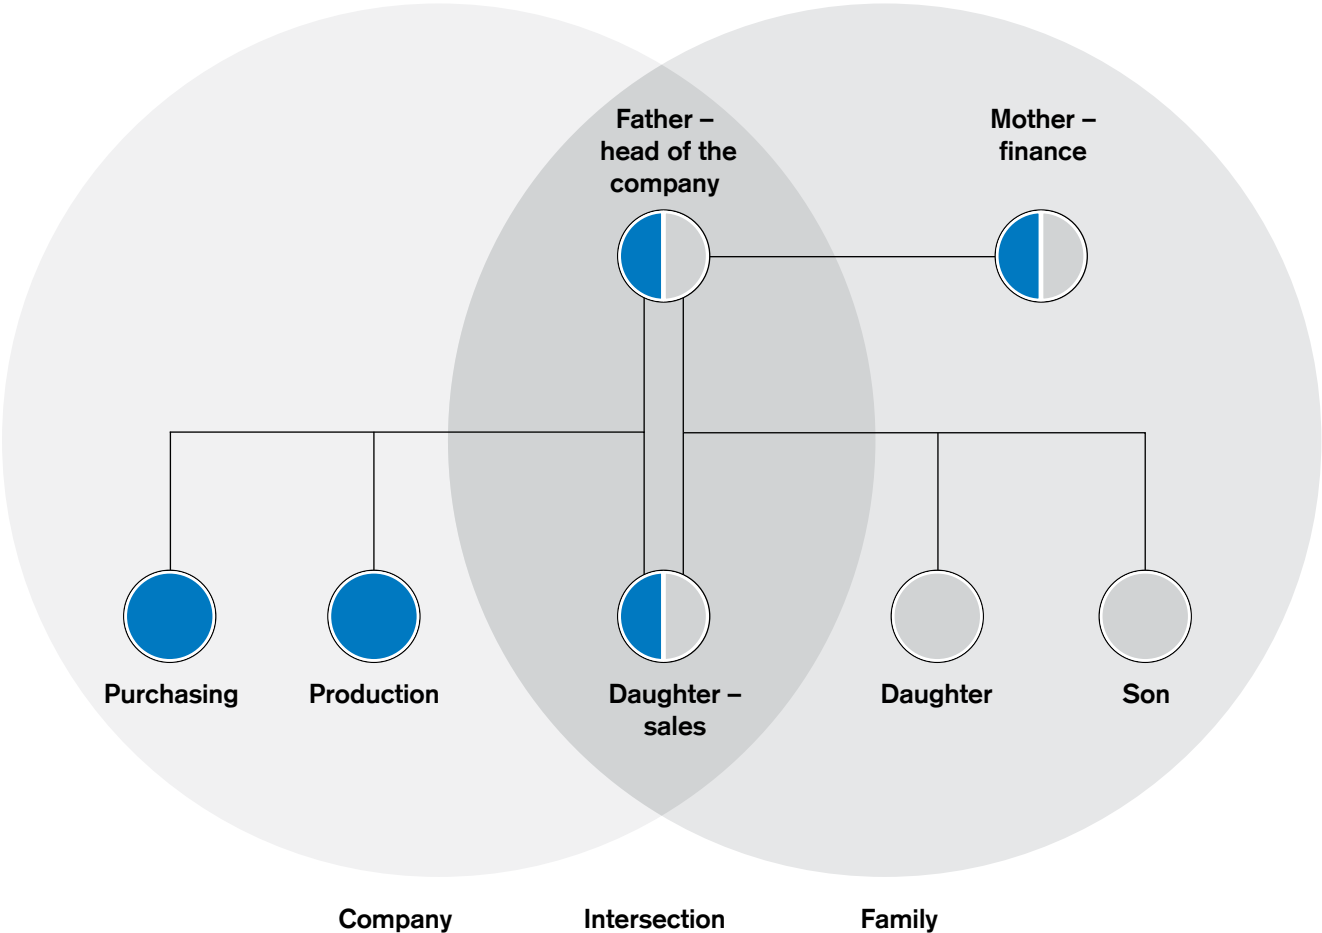 Father –
head of the
company
Mother –
finance
Purchasing
Production
Daughter –
sales
Daughter
Son
Company
Intersection
Family